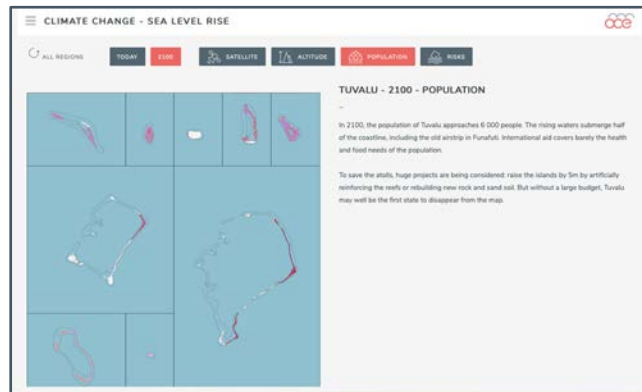 CLIMATE CHANGE - SEA LEVEL RISE
oce
ALL REGIONS
TODAY
2100
SATELLITE
ALTITUDE
POPULATION
RISKS
TUVALU - 2100 - POPULATION
–
In 2100, the population of Tuvalu approaches 6 000 people. The rising waters submerge half
of the coastline, including the old airstrip in Funafuti. International aid covers barely the health
and food needs of the population.
To save the atolls, huge projects are being considered: raise the islands by 5m by artificially
reinforcing the reefs or rebuilding new rock and sand soil. But without a large budget, Tuvalu
may well be the first state to disappear from the map.